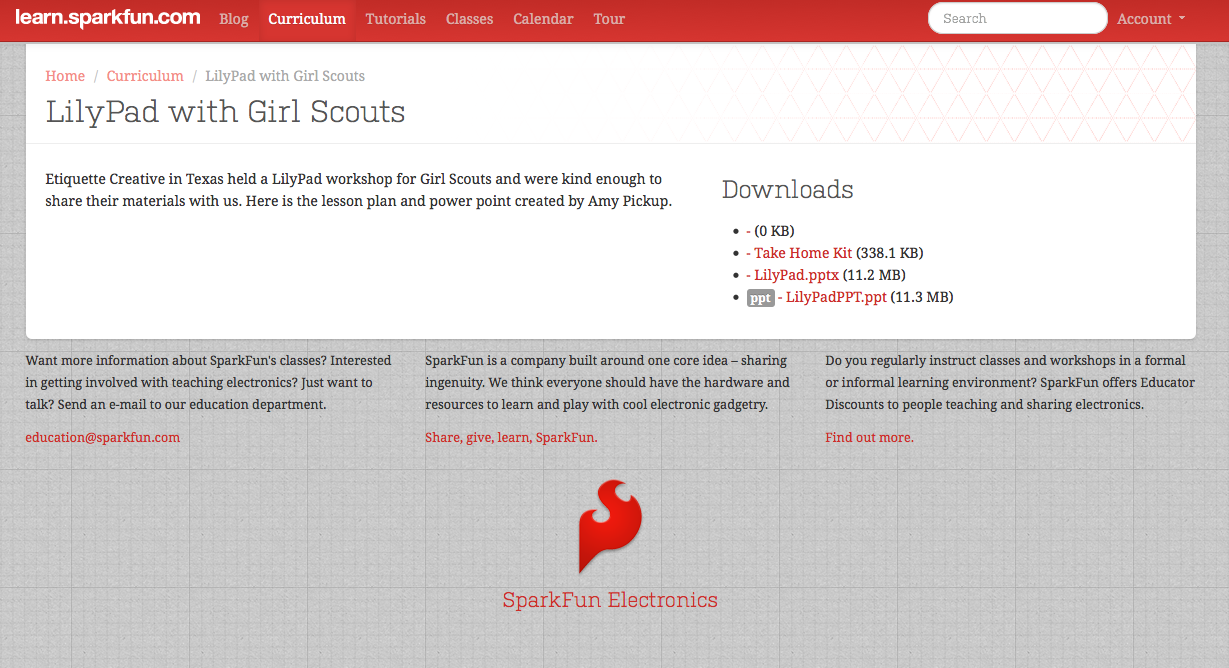 learn.sparkfun.com Blog Curriculum Tutorials Classes Calendar Tour Search Account
Home / Curriculum / LilyPad with Girl Scouts
LilyPad with Girl Scouts
Etiquette Creative in Texas held a LilyPad workshop for Girl Scouts and were kind enough to
share their materials with us. Here is the lesson plan and power point created by Amy Pickup.
Downloads
- (0 KB)
- Take Home Kit (338.1 KB)
- LilyPad.pptx (11.2 MB)
ppt - LilyPadPPT.ppt (11.3 MB)
Want more information about SparkFun's classes? Interested
in getting involved with teaching electronics? Just want to
talk? Send an e-mail to our education department.
education@sparkfun.com
SparkFun is a company built around one core idea – sharing
ingenuity. We think everyone should have the hardware and
resources to learn and play with cool electronic gadgetry.
Share, give, learn, SparkFun.
Do you regularly instruct classes and workshops in a formal
or informal learning environment? SparkFun offers Educator
Discounts to people teaching and sharing electronics.
Find out more.
SparkFun Electronics